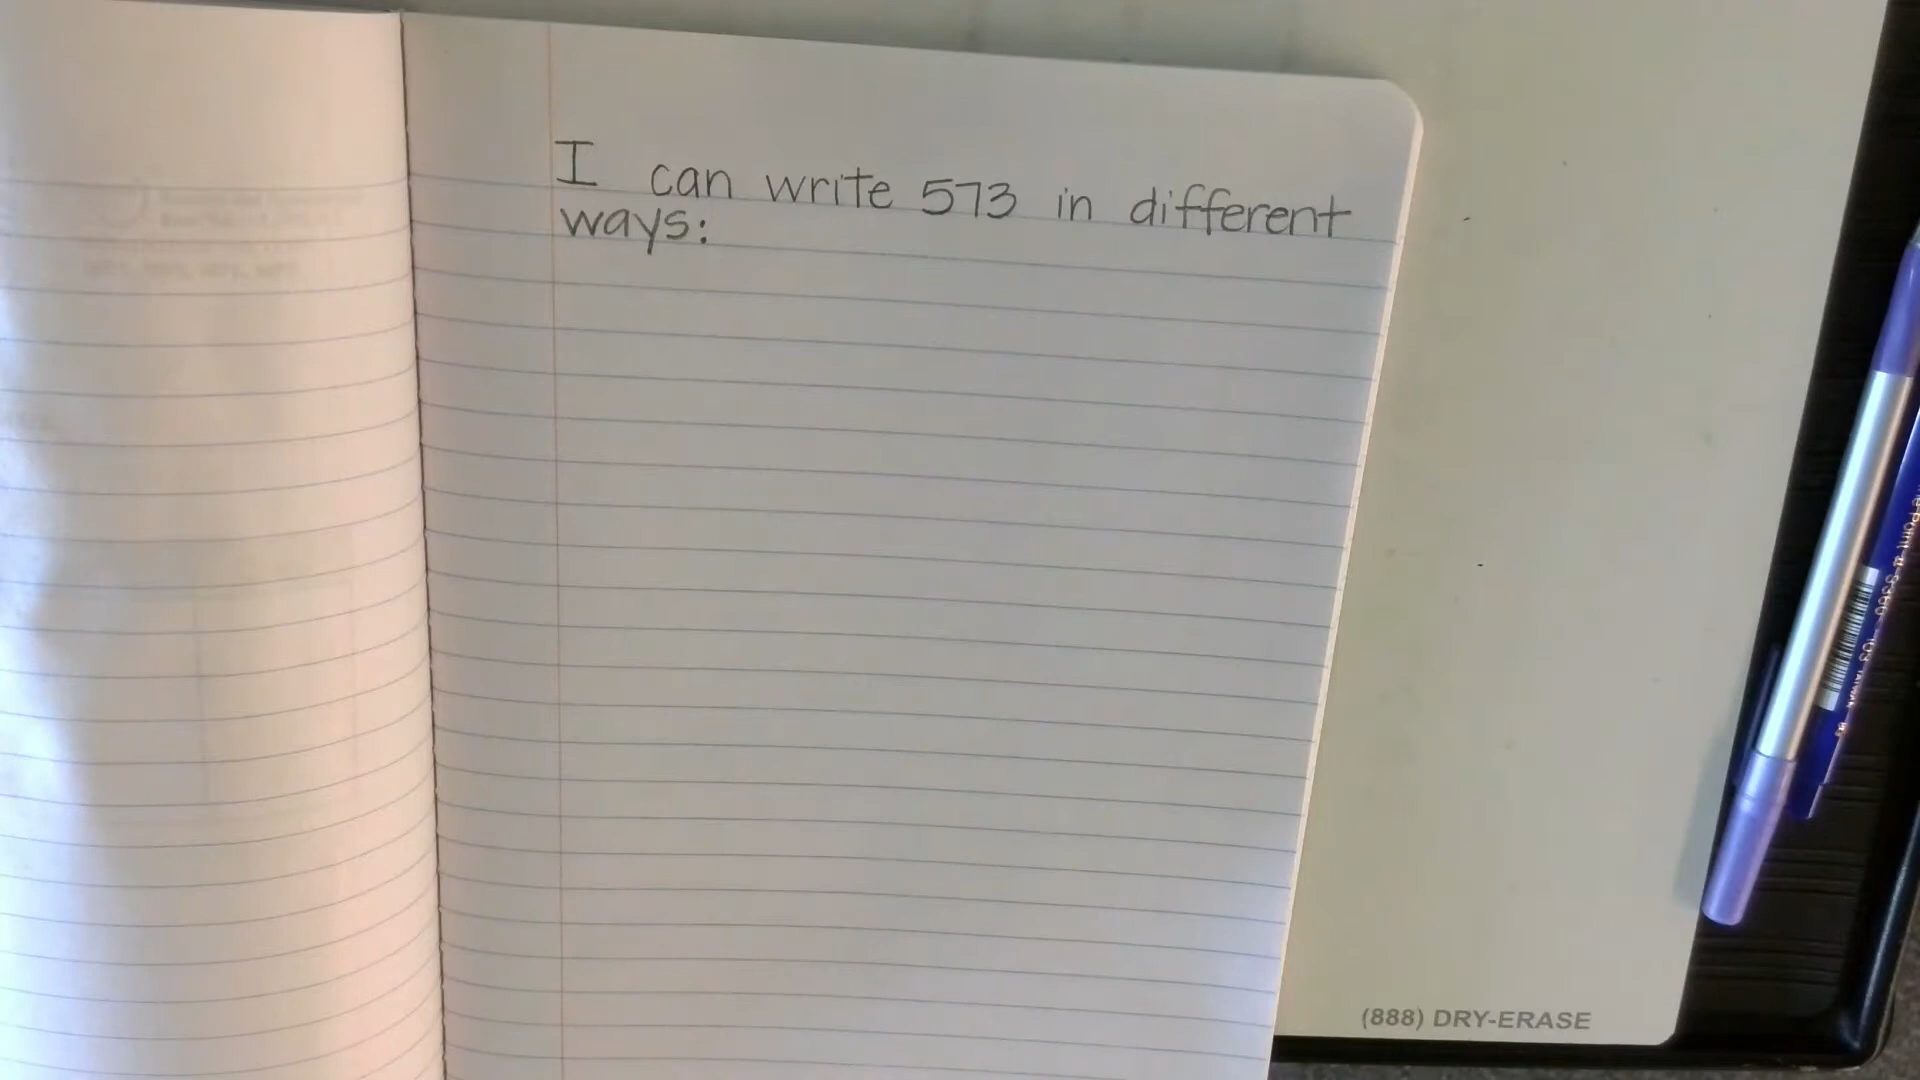 I can write 573 in different
ways:
(888) DRY-ERASE